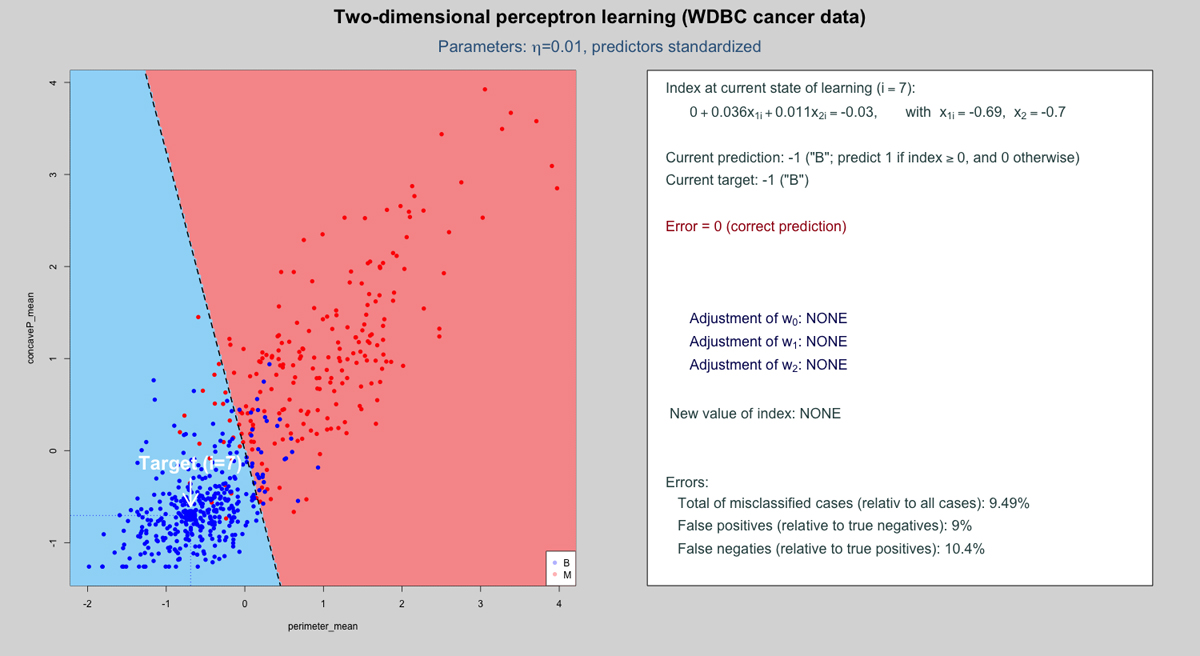 Two-dimensional perceptron learning (WDBC cancer data)
Parameters: η=0.01, predictors standardized
concaveP_mean
4
3
2
1
0
-1
Target (i=7)
B
M
-2 -1 0 1 2 3 4
perimeter_mean
Index at current state of learning (i = 7):
0 + 0.036x₁ᵢ + 0.011x₂ᵢ = -0.03, with x₁ᵢ = -0.69, x₂ = -0.7
Current prediction: -1 ("B"; predict 1 if index ≥ 0, and 0 otherwise)
Current target: -1 ("B")
Error = 0 (correct prediction)
Adjustment of w₀: NONE
Adjustment of w₁: NONE
Adjustment of w₂: NONE
New value of index: NONE
Errors:
Total of misclassified cases (relativ to all cases): 9.49%
False positives (relative to true negatives): 9%
False negaties (relative to true positives): 10.4%